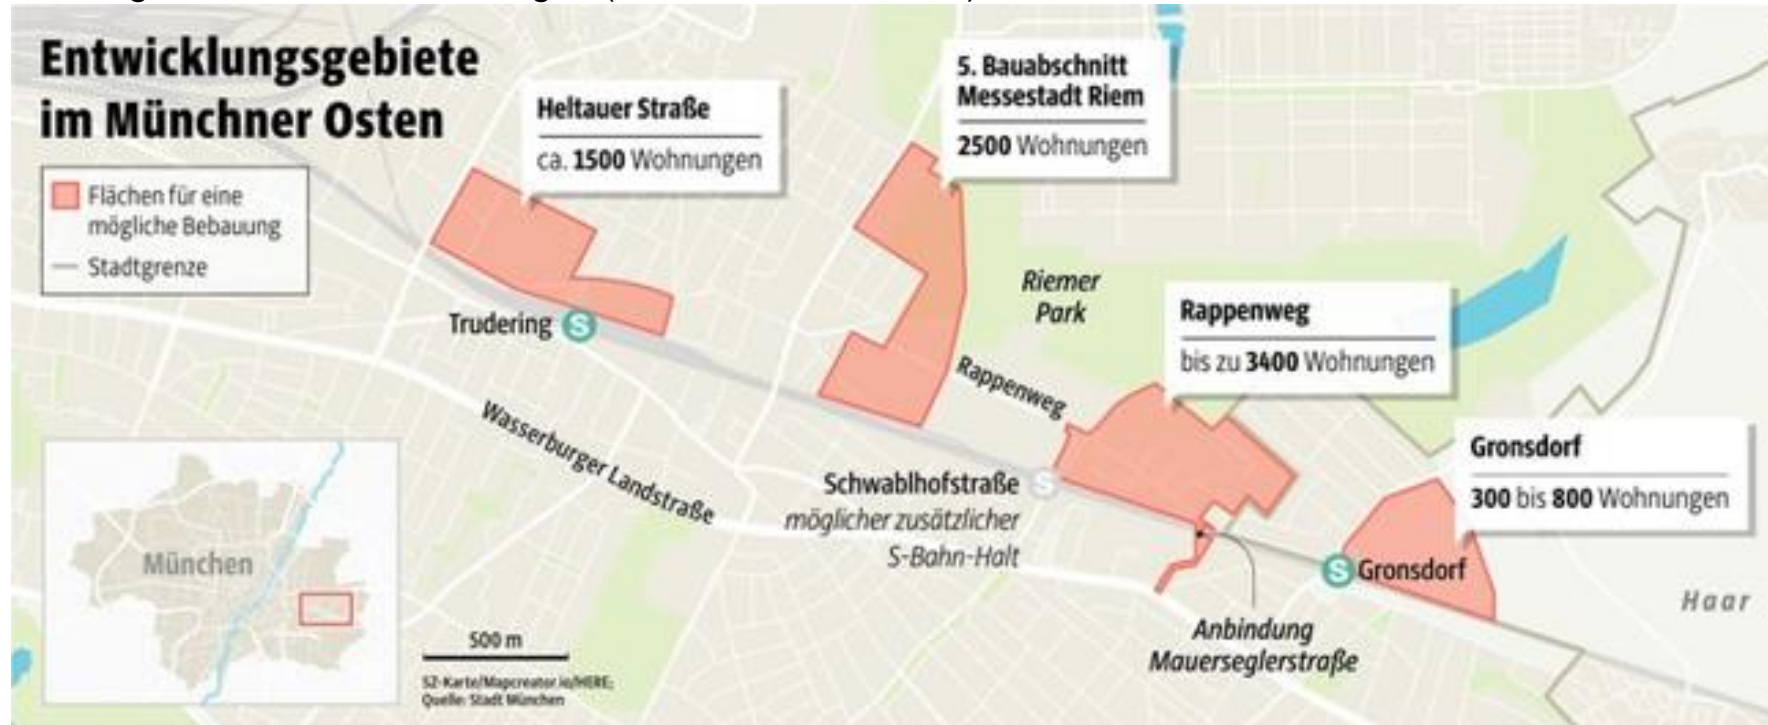 Entwicklungsgebiete
im Münchner Osten
Flächen für eine
mögliche Bebauung
Stadtgrenze
Heltauer Straße
ca. 1500 Wohnungen
5. Bauabschnitt
Messestadt Riem
2500 Wohnungen
Riemer
Park
Rappenweg
bis zu 3400 Wohnungen
Trudering S
Rappenweg
Wasserburger Landstraße
Gronsdorf
300 bis 800 Wohnungen
Schwablhofstraße S
möglicher zusätzlicher
S-Bahn-Halt
S Gronsdorf
Haar
München
Anbindung
Mauerseglerstraße
500 m
SZ-Karte/Mapcreator.io/HERE;
Quelle: Stadt München